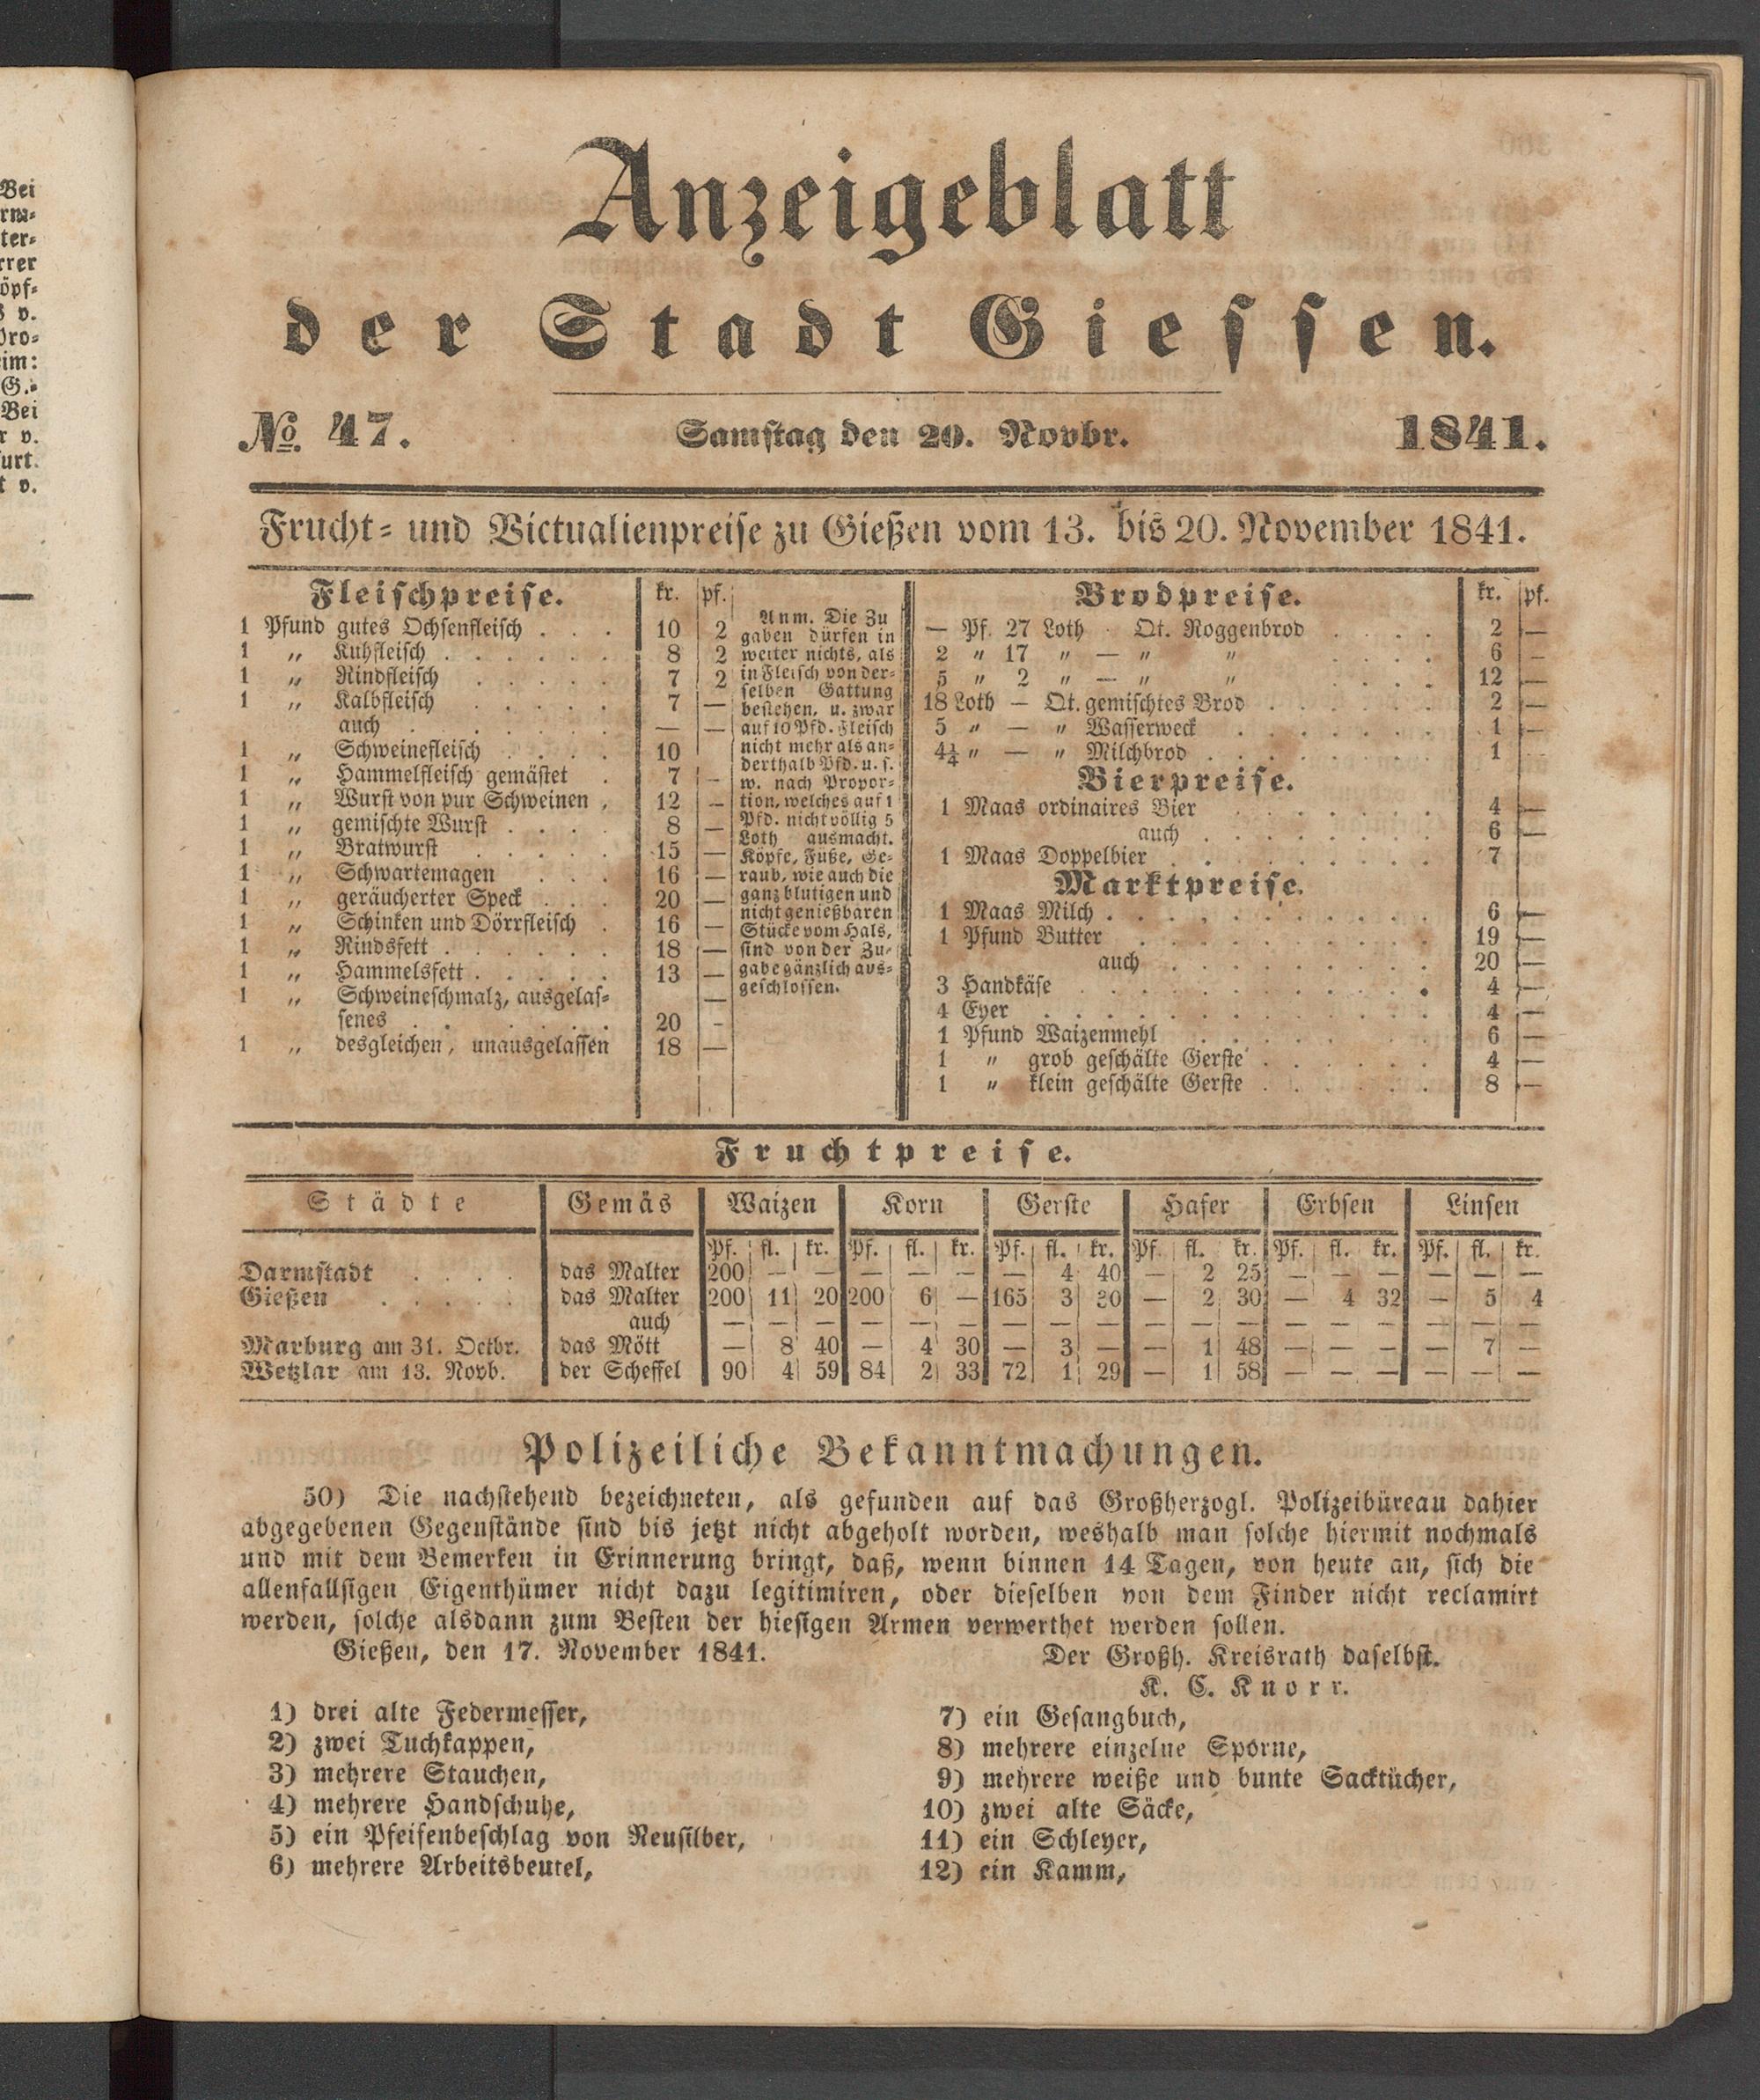 Bei
rm-
ter-
rrer
öpf-
v.
im:
G.-
Bei
r v.
urt.
t v.
Anzeigeblatt
der Stadt Giessen.
No. 47. Samstag den 20. Novbr. 1841.
Frucht- und Victualienpreise zu Gießen vom 13. bis 20. November 1841.
Fleischpreise. kr. pf.
1 Pfund gutes Ochsenfleisch . . . 10 2
1 „ Kuhfleisch . . . . . . 8 2
1 „ Rindfleisch . . . . . 7 2
1 „ Kalbfleisch . . . . . 7 —
auch . . . . . . — —
1 „ Schweinefleisch . . . . 10
1 „ Hammelfleisch gemästet . 7 —
1 „ Wurst von pur Schweinen , 12 —
1 „ gemischte Wurst . . . . 8 —
1 „ Bratwurst . . . . . 15 —
1 „ Schwartemagen . . . 16 —
1 „ geräucherter Speck . . . 20 —
1 „ Schinken und Dörrfleisch . 16 —
1 „ Rindsfett . . . . . . 18 —
1 „ Hammelsfett . . . . . 13 —
1 „ Schweineschmalz, ausgelas- —
senes . . . . . . 20 -
1 „ desgleichen, unausgelassen 18 —
Anm. Die Zu
gaben dürfen in
weiter nichts, als
in Fleisch von der-
selben Gattung
bestehen, u. zwar
auf 10 Pfd. Fleisch
nicht mehr als an-
derthalb Pfd. u. s.
w. nach Propor-
tion, welches auf 1
Pfd. nicht völlig 5
Loth ausmacht.
Köpfe, Fuße, Ge-
raub, wie auch die
ganz blutigen und
nicht genießbaren
Stücke vom Hals,
sind von der Zu-
gabe gänzlich aus-
geschlossen.
Brodpreise. kr. pf.
— Pf. 27 Loth - Qt. Roggenbrod . . . . 2 —
2 „ 17 „ — „ „ . . . . 6 —
5 „ 2 „ — „ „ . . . . 12 —
18 Loth — Qt. gemischtes Brod . . . . . . 2 —
5 „ — „ Wasserweck . . . . . . . 1 —
4¼ „ — „ Milchbrod . . . . . . . 1
Bierpreise.
1 Maas ordinaires Bier . . . . . . . 4 —
auch . . . . . . . . 6 —
1 Maas Doppelbier . . . . . . . . 7
Marktpreise.
1 Maas Milch . . . . . . . . . . . 6 —
1 Pfund Butter . . . . . . . . . . 19 —
auch . . . . . . . . . 20 —
3 Handkäse . . . . . . . . . . . . 4 —
4 Eyer . . . . . . . . . . . . . 4 —
1 Pfund Waizenmehl . . . . . . . 6 —
1 „ grob geschälte Gerste . . . . . . 4 —
1 „ klein geschälte Gerste . . . . . . 8 —
Fruchtpreise.
Städte Gemäs Waizen Korn Gerste Hafer Erbsen Linsen
Pf. fl. kr. Pf. fl. kr. Pf. fl. kr. Pf. fl. kr. Pf. fl. kr. Pf. fl. kr.
Darmstadt . . . . das Malter 200 — — — — — — 4 40 — 2 25 — — — — — —
Gießen . . . . . das Malter 200 11 20 200 6 — 165 3 30 — 2 30 — 4 32 — 5 4
auch — — — — — — — — — — — — — — — — — —
Marburg am 31. Octbr. das Mött — 8 40 — 4 30 — 3 — — 1 48 — — — — 7 —
Wetzlar am 13. Novb. der Scheffel 90 4 59 84 2 33 72 1 29 — 1 58 — — — — — —
Polizeiliche Bekanntmachungen.
50) Die nachstehend bezeichneten, als gefunden auf das Großherzogl. Polizeibüreau dahier
abgegebenen Gegenstände sind bis jetzt nicht abgeholt worden, weshalb man solche hiermit nochmals
und mit dem Bemerken in Erinnerung bringt, daß, wenn binnen 14 Tagen, von heute an, sich die
allenfallsigen Eigenthümer nicht dazu legitimiren, oder dieselben von dem Finder nicht reclamirt
werden, solche alsdann zum Besten der hiesigen Armen verwerthet werden sollen.
Gießen, den 17. November 1841. Der Großh. Kreisrath daselbst.
K. C. Knorr.
1) drei alte Federmesser,
2) zwei Tuchkappen,
3) mehrere Stauchen,
4) mehrere Handschuhe,
5) ein Pfeifenbeschlag von Neusilber,
6) mehrere Arbeitsbeutel,
7) ein Gesangbuch,
8) mehrere einzelne Sporne,
9) mehrere weiße und bunte Sacktücher,
10) zwei alte Säcke,
11) ein Schleyer,
12) ein Kamm,